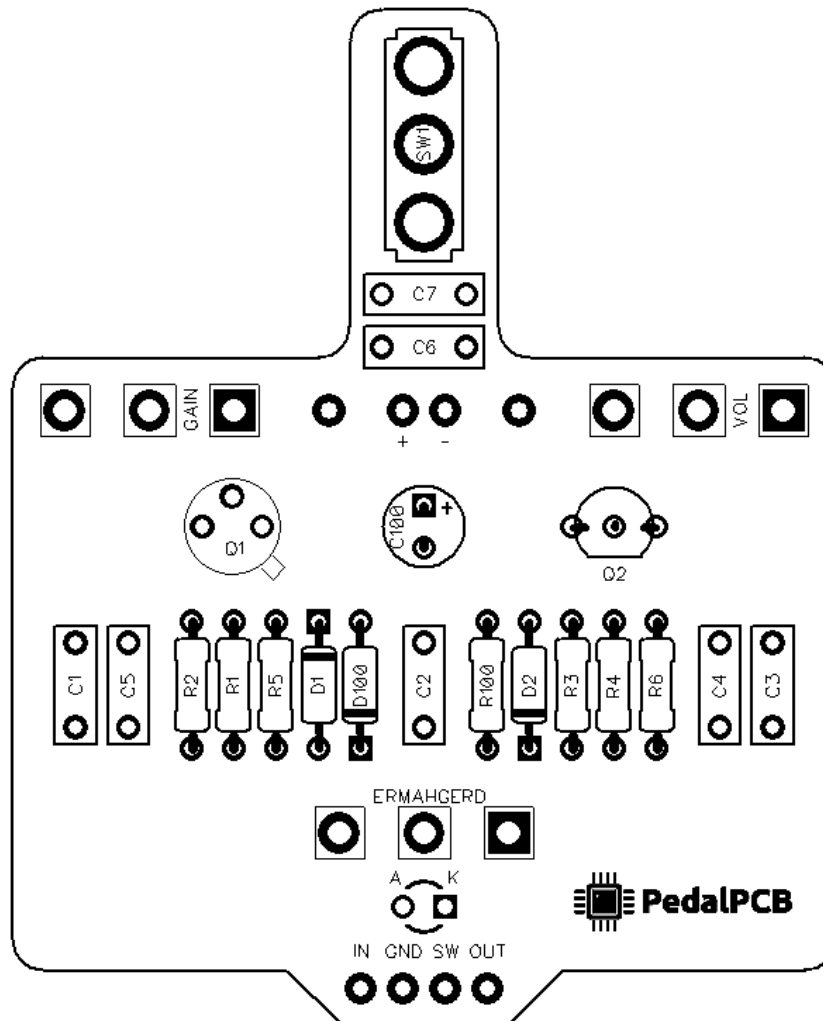 SW1
C7
C6
GAIN
VOL
+ -
C100 +
Q1
Q2
C1 C5 R2 R1 R5 D1 D100 C2 R100 D2 R3 R4 R6 C4 C3
ERMAHGERD
A K
PedalPCB
IN GND SW OUT